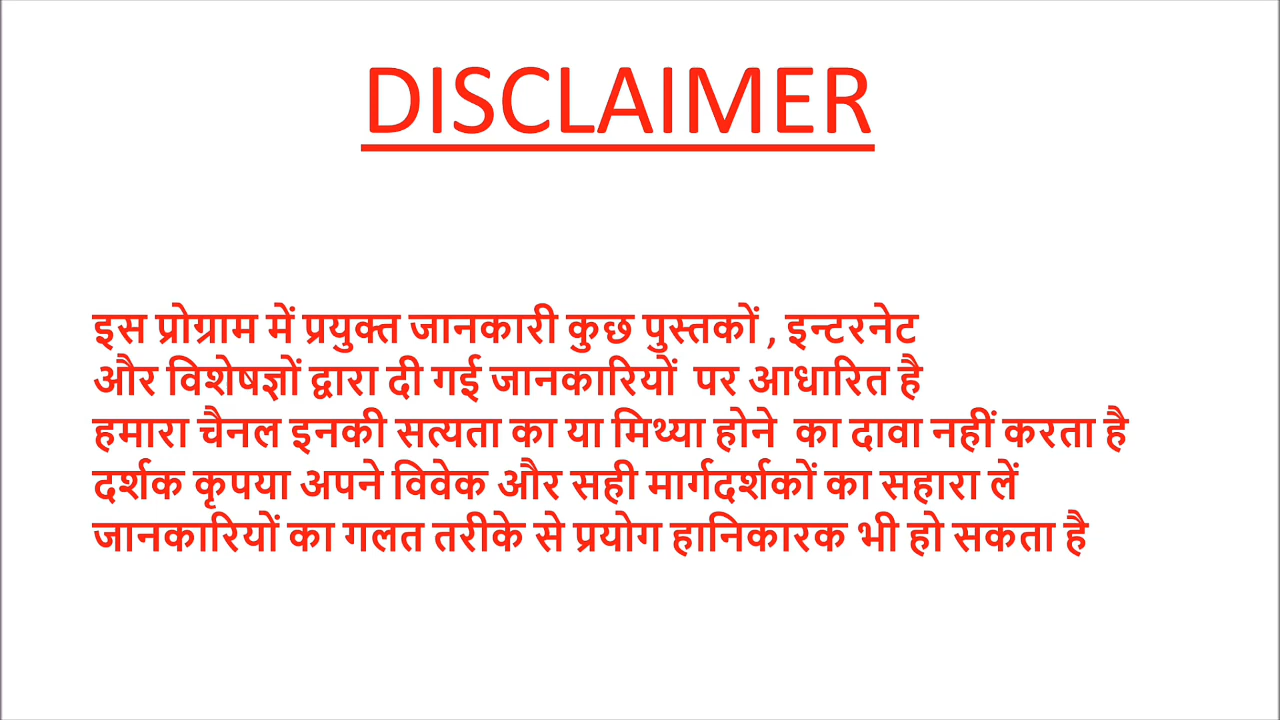 DISCLAIMER
इस प्रोग्राम में प्रयुक्त जानकारी कुछ पुस्तकों , इन्टरनेट
और विशेषज्ञों द्वारा दी गई जानकारियों पर आधारित है
हमारा चैनल इनकी सत्यता का या मिथ्या होने का दावा नहीं करता है
दर्शक कृपया अपने विवेक और सही मार्गदर्शकों का सहारा लें
जानकारियों का गलत तरीके से प्रयोग हानिकारक भी हो सकता है